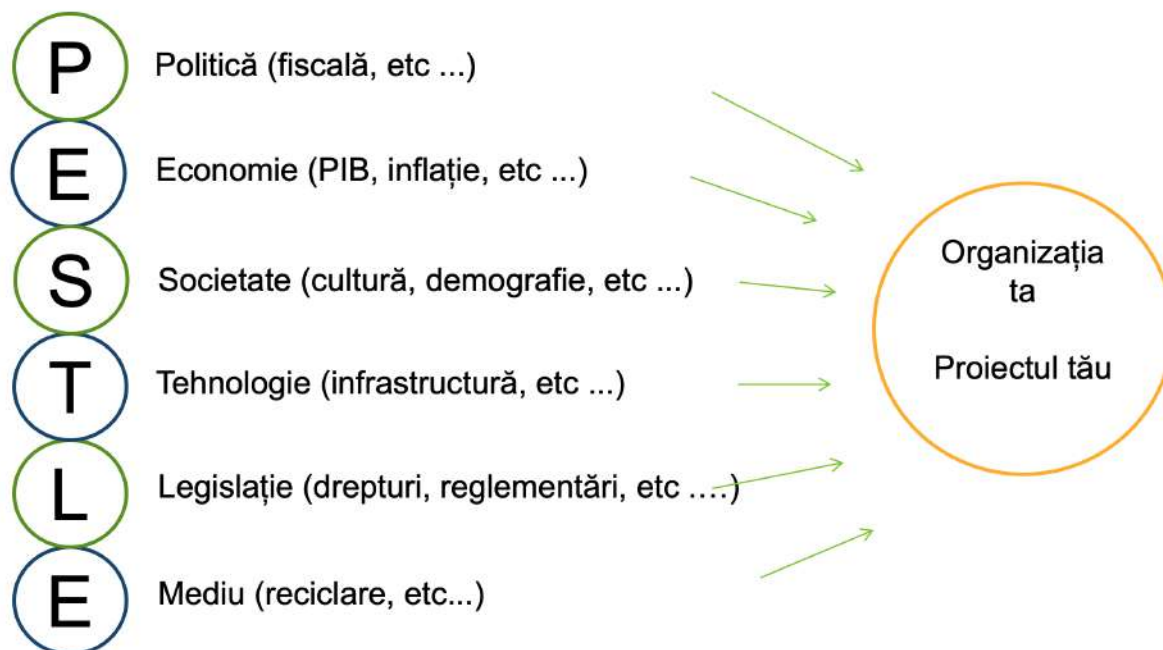 P
Politică (fiscală, etc ...)
E
Economie (PIB, inflație, etc ...)
S
Societate (cultură, demografie, etc ...)
T
Tehnologie (infrastructură, etc ...)
L
Legislație (drepturi, reglementări, etc ....)
E
Mediu (reciclare, etc...)
Organizația
ta
Proiectul tău